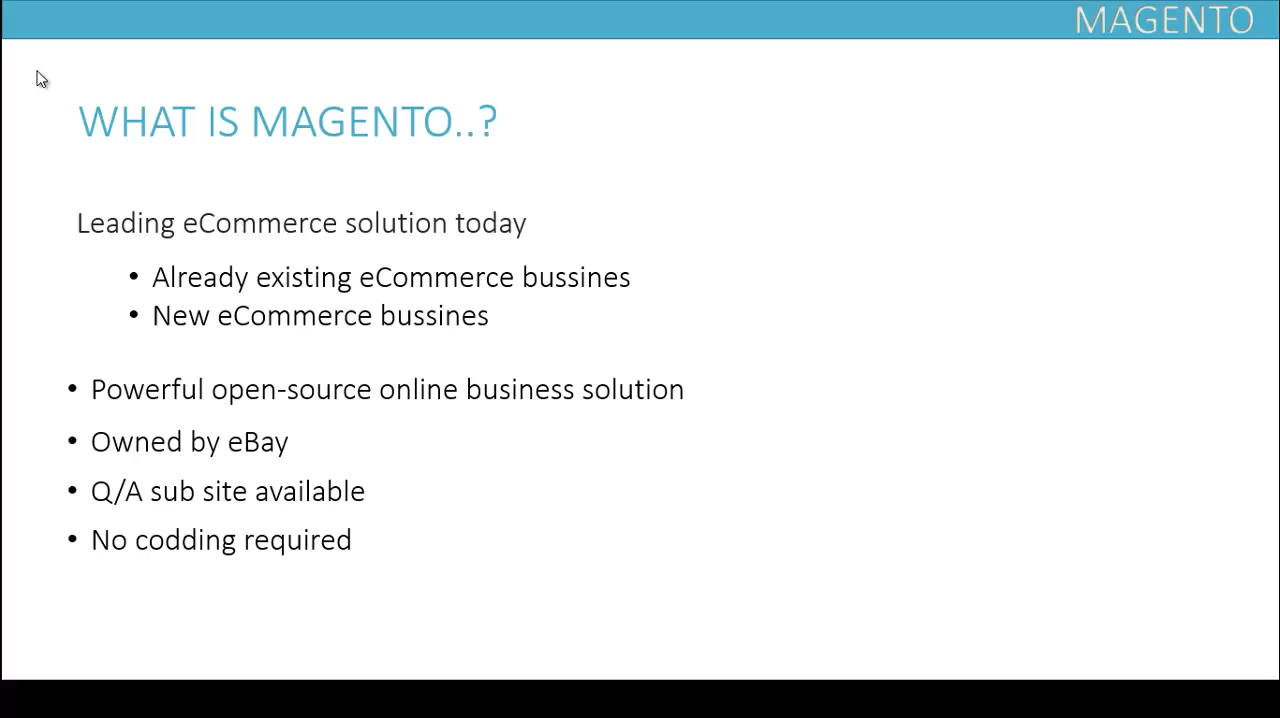 MAGENTO
WHAT IS MAGENTO..?
Leading eCommerce solution today
• Already existing eCommerce bussines
• New eCommerce bussines
• Powerful open-source online business solution
• Owned by eBay
• Q/A sub site available
• No codding required